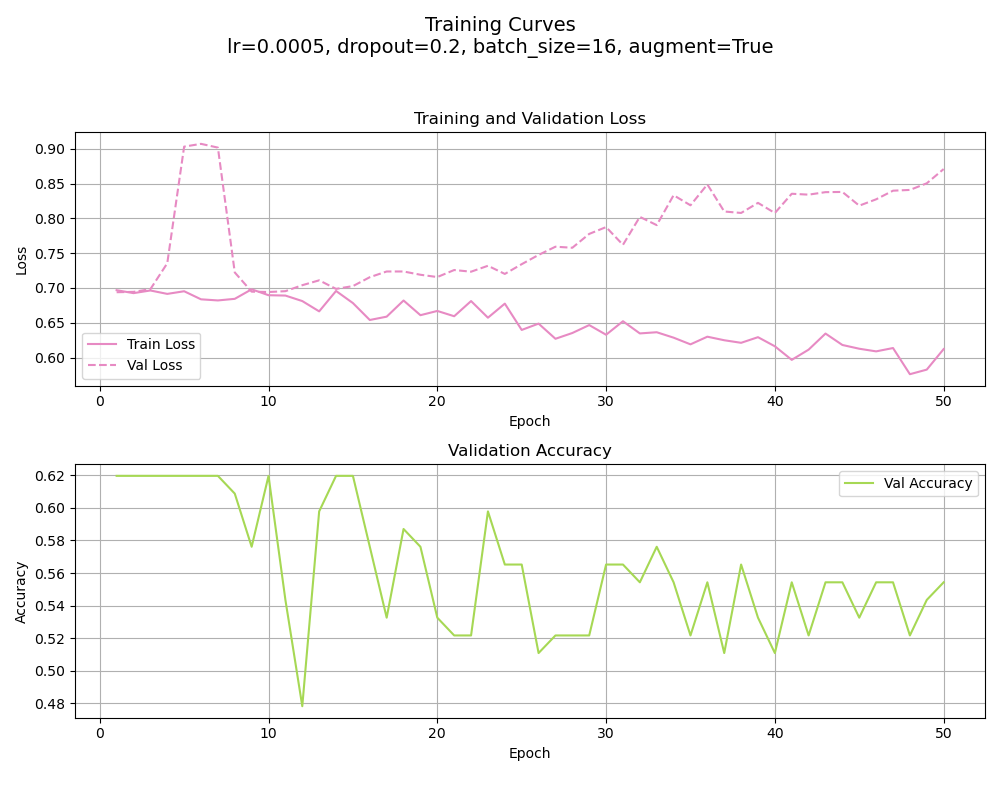 Training Curves
lr=0.0005, dropout=0.2, batch_size=16, augment=True
Training and Validation Loss
0.90
0.85
0.80
0.75
0.70
0.65
0.60
Loss
Train Loss
Val Loss
0 10 20 30 40 50
Epoch
Validation Accuracy
0.62
0.60
0.58
0.56
0.54
0.52
0.50
0.48
Accuracy
Val Accuracy
0 10 20 30 40 50
Epoch